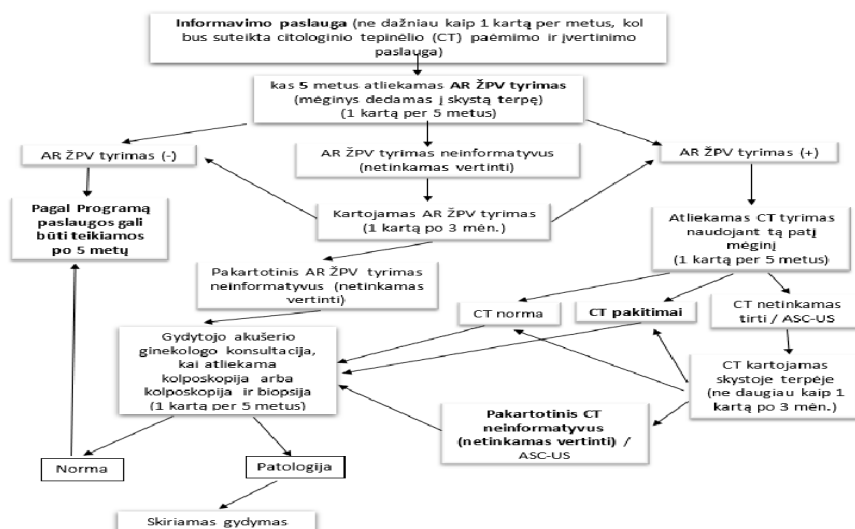 Informavimo paslauga (ne dažniau kaip 1 kartą per metus, kol
bus suteikta citologinio tepinėlio (CT) paėmimo ir įvertinimo
paslauga)
kas 5 metus atliekamas AR ŽPV tyrimas
(mėginys dedamas į skystą terpę)
(1 kartą per 5 metus)
AR ŽPV tyrimas (-)
AR ŽPV tyrimas neinformatyvus
(netinkamas vertinti)
AR ŽPV tyrimas (+)
Pagal Programą
paslaugos gali
būti teikiamos
po 5 metų
Kartojamas AR ŽPV tyrimas
(1 kartą po 3 mėn.)
Atliekamas CT tyrimas
naudojant tą patį
mėginį
(1 kartą per 5 metus)
Pakartotinis AR ŽPV tyrimas
neinformatyvus (netinkamas
vertinti)
CT norma
CT pakitimai
CT netinkamas
tirti / ASC-US
Gydytojo akušerio
ginekologo konsultacija,
kai atliekama
kolposkopija arba
kolposkopija ir biopsija
(1 kartą per 5 metus)
CT kartojamas
skystoje terpėje
(ne daugiau kaip 1
kartą po 3 mėn.)
Pakartotinis CT
neinformatyvus
(netinkamas vertinti) /
ASC-US
Norma
Patologija
Skiriamas gydymas